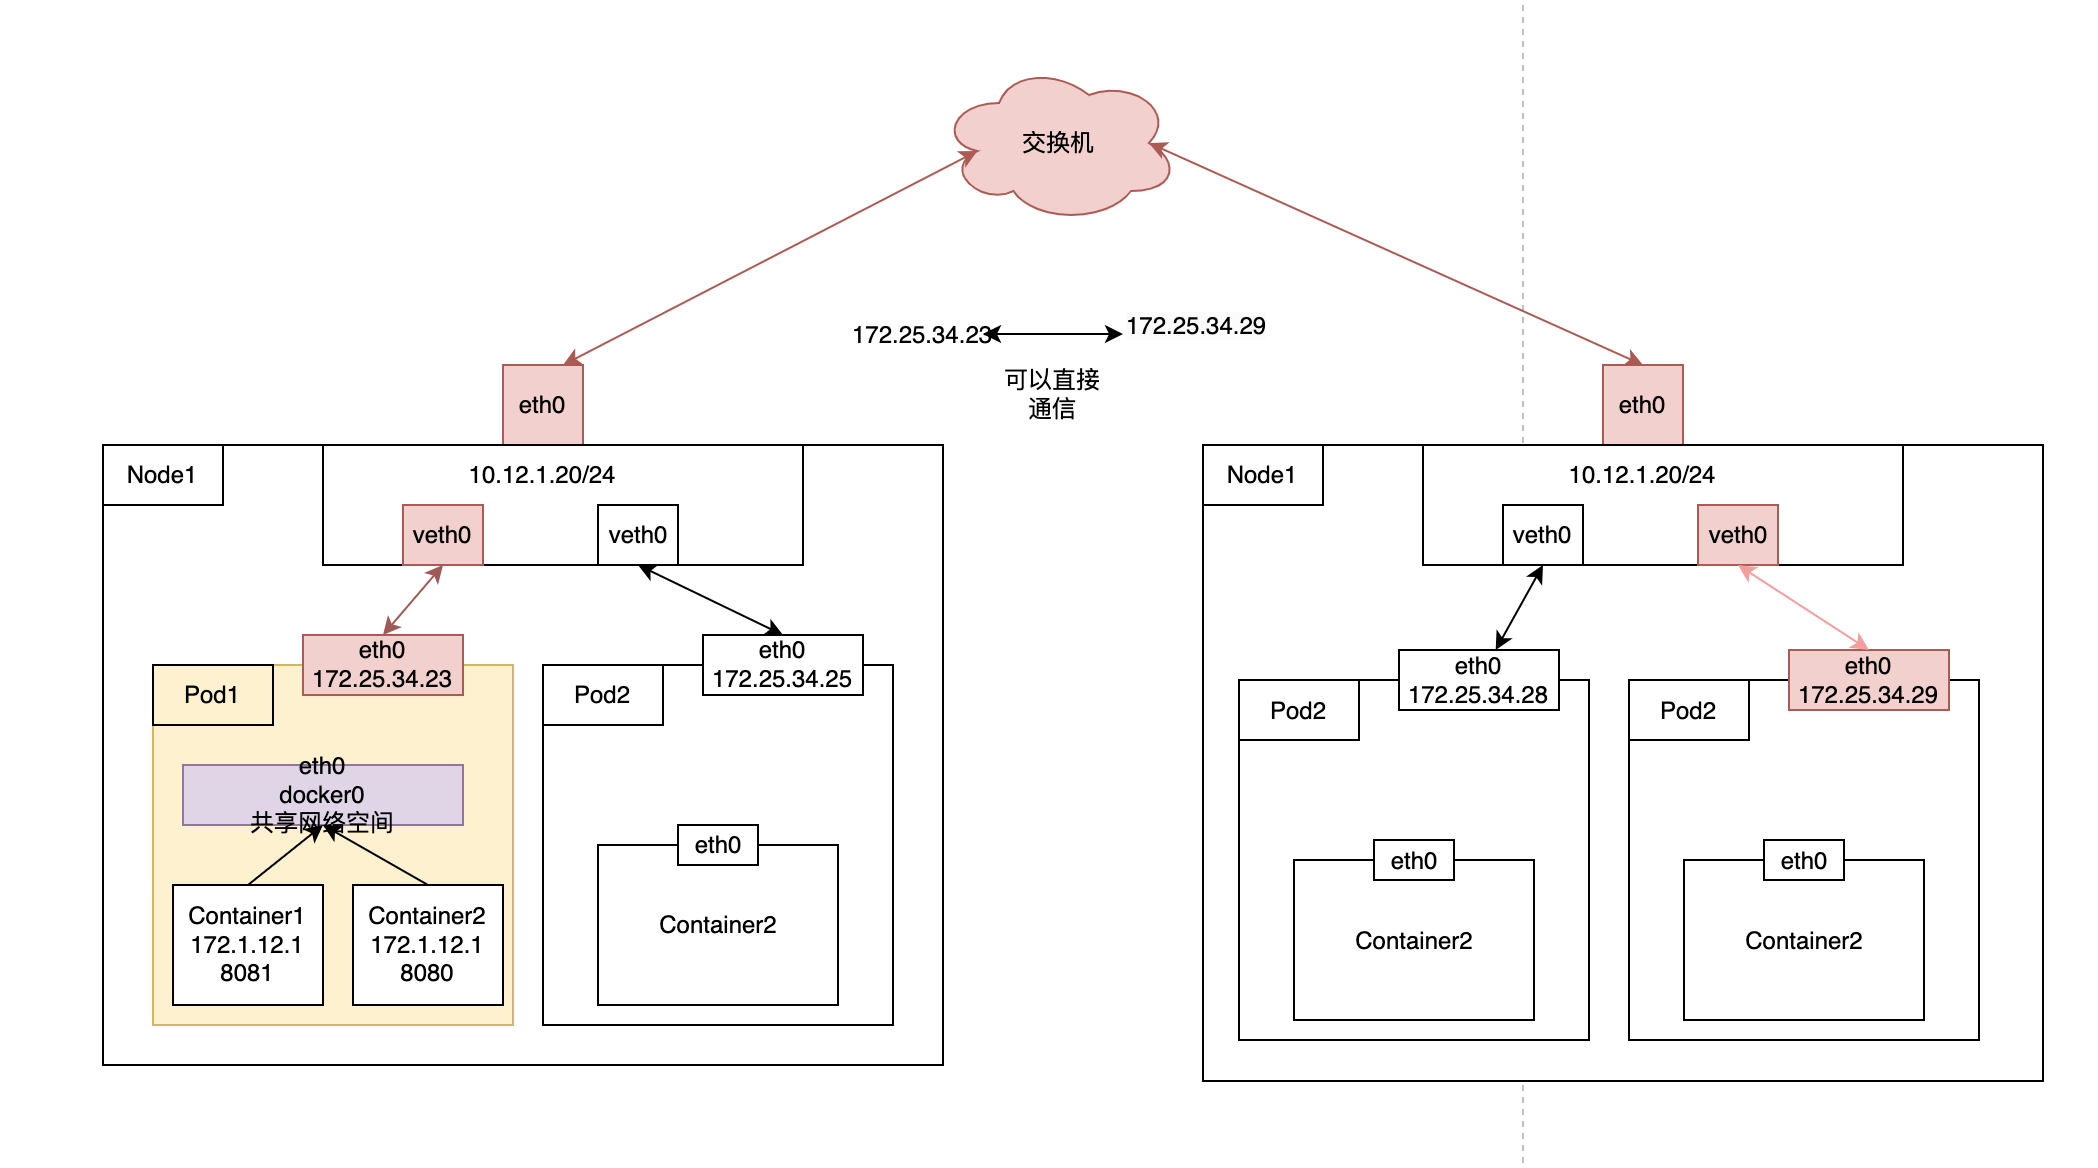 交换机
172.25.34.23
172.25.34.29
可以直接
通信
eth0
Node1
10.12.1.20/24
veth0
veth0
eth0
172.25.34.23
eth0
172.25.34.25
Pod1
Pod2
eth0
docker0
共享网络空间
Container1
172.1.12.1
8081
Container2
172.1.12.1
8080
eth0
Container2
eth0
Node1
10.12.1.20/24
veth0
veth0
eth0
172.25.34.28
eth0
172.25.34.29
Pod2
Pod2
eth0
Container2
eth0
Container2